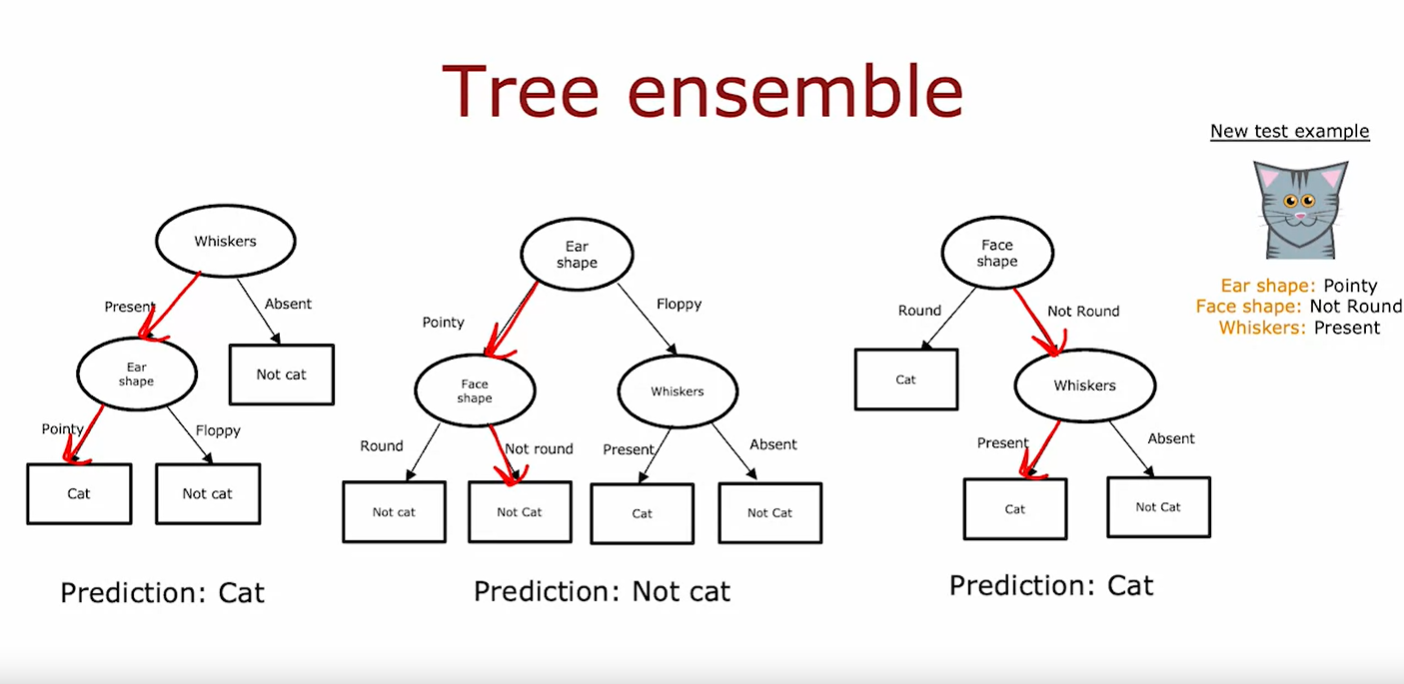 Tree ensemble
New test example
Ear shape: Pointy
Face shape: Not Round
Whiskers: Present
Whiskers
Present
Absent
Ear
shape
Not cat
Pointy
Floppy
Cat
Not cat
Prediction: Cat
Ear
shape
Pointy
Floppy
Face
shape
Whiskers
Round
Not round
Present
Absent
Not cat
Not Cat
Cat
Not Cat
Prediction: Not cat
Face
shape
Round
Not Round
Cat
Whiskers
Present
Absent
Cat
Not Cat
Prediction: Cat